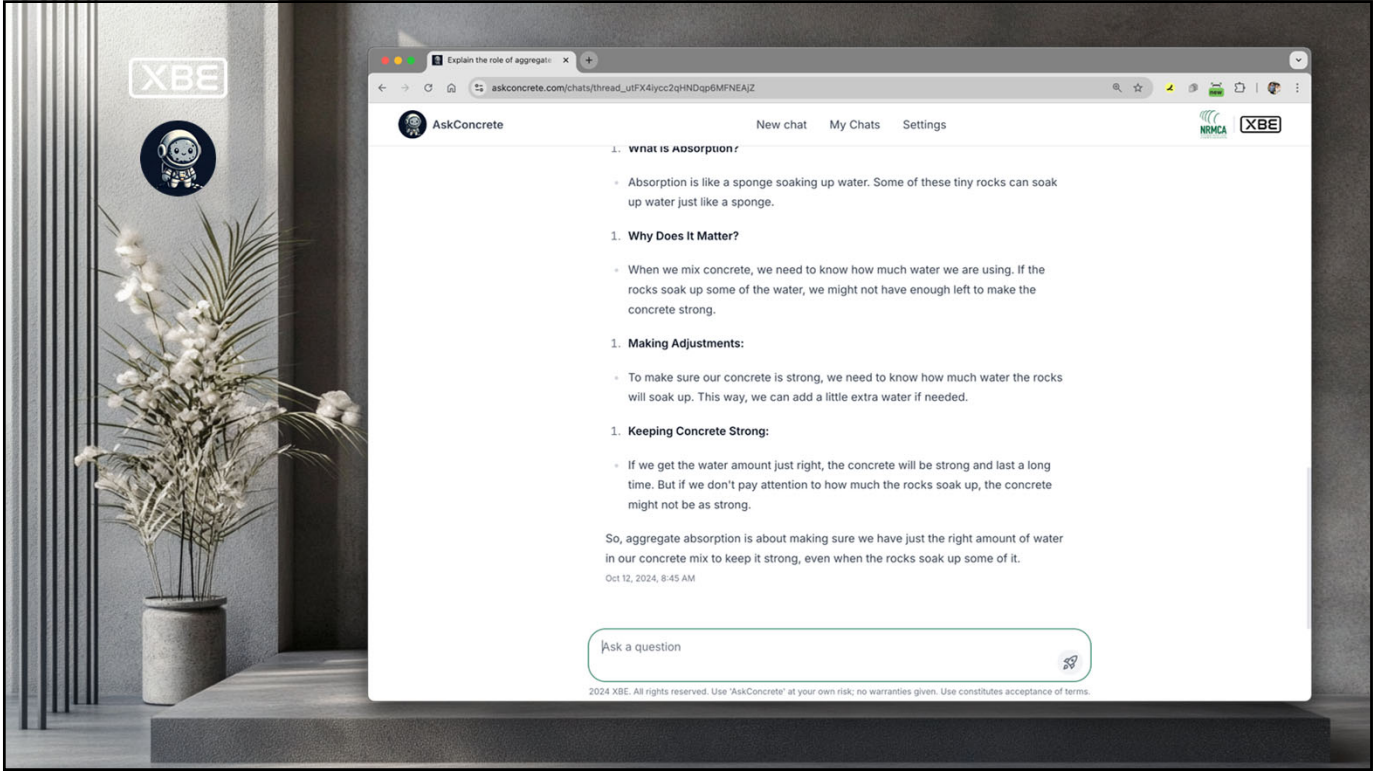 XBE
Explain the role of aggregate
askconcrete.com/chats/thread_utFX4iycc2qHNDqp6MFNEAjZ
AskConcrete
New chat
My Chats
Settings
NRMCA
XBE
1. What is Absorption?
Absorption is like a sponge soaking up water. Some of these tiny rocks can soak
up water just like a sponge.
1. Why Does It Matter?
When we mix concrete, we need to know how much water we are using. If the
rocks soak up some of the water, we might not have enough left to make the
concrete strong.
1. Making Adjustments:
To make sure our concrete is strong, we need to know how much water the rocks
will soak up. This way, we can add a little extra water if needed.
1. Keeping Concrete Strong:
If we get the water amount just right, the concrete will be strong and last a long
time. But if we don't pay attention to how much the rocks soak up, the concrete
might not be as strong.
So, aggregate absorption is about making sure we have just the right amount of water
in our concrete mix to keep it strong, even when the rocks soak up some of it.
Oct 12, 2024, 8:45 AM
Ask a question
2024 XBE. All rights reserved. Use 'AskConcrete' at your own risk; no warranties given. Use constitutes acceptance of terms.